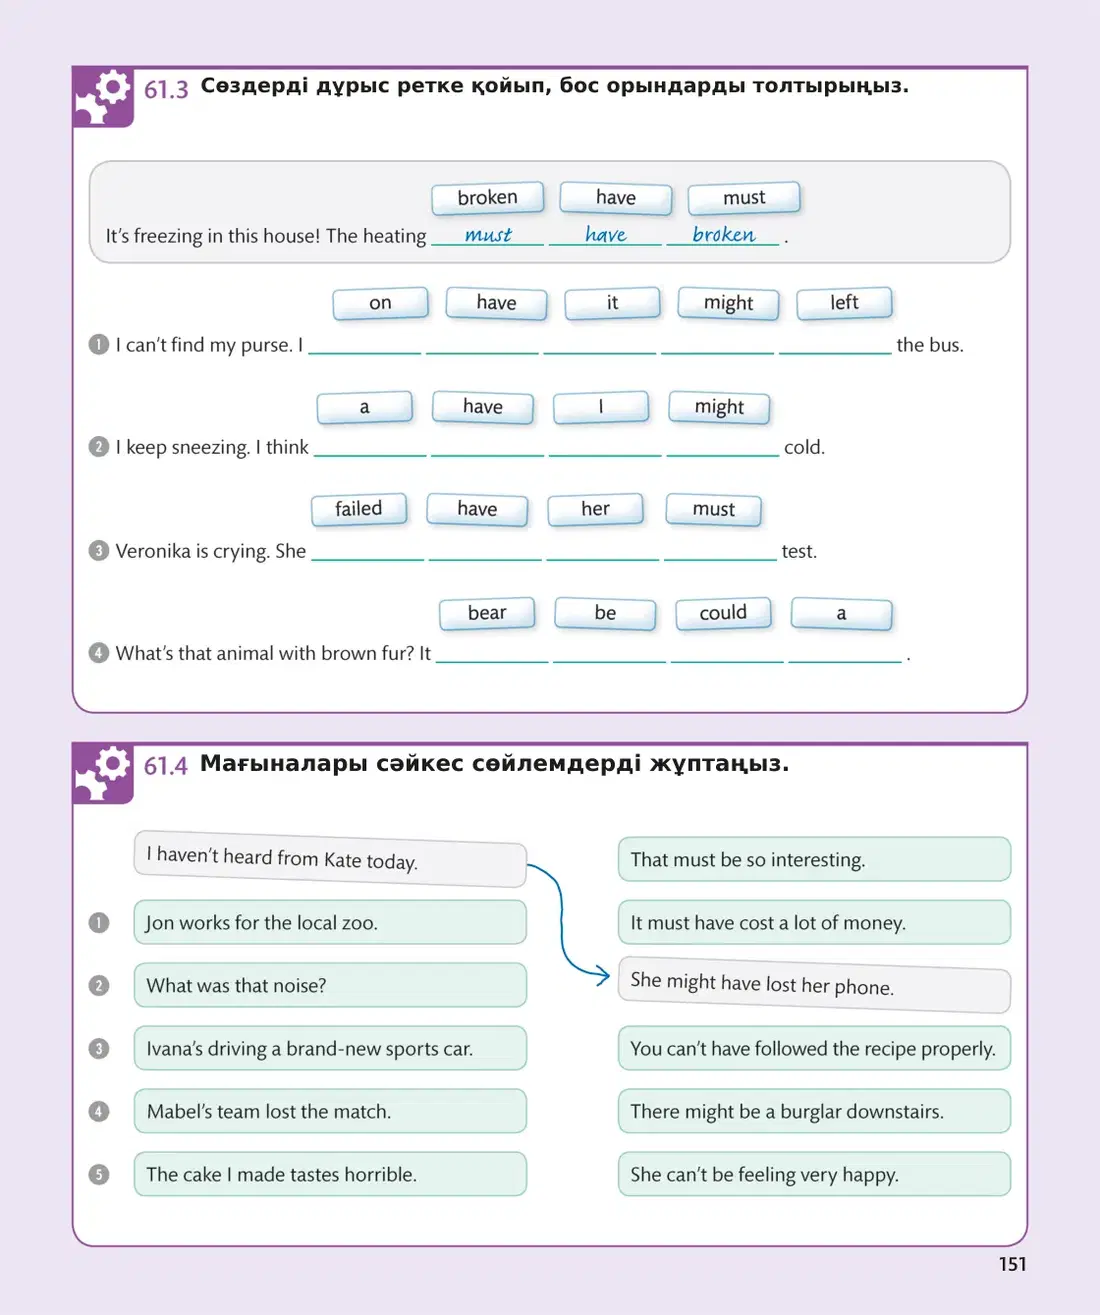 61.3 Сөздерді дұрыс ретке қойып, бос орындарды толтырыңыз.
broken have must
It's freezing in this house! The heating must have broken .
on have it might left
1 I can't find my purse. I the bus.
a have I might
2 I keep sneezing. I think cold.
failed have her must
3 Veronika is crying. She test.
bear be could a
4 What's that animal with brown fur? It .
61.4 Мағыналары сәйкес сөйлемдерді жұптаңыз.
I haven't heard from Kate today.
That must be so interesting.
1 Jon works for the local zoo.
It must have cost a lot of money.
2 What was that noise?
She might have lost her phone.
3 Ivana's driving a brand-new sports car.
You can't have followed the recipe properly.
4 Mabel's team lost the match.
There might be a burglar downstairs.
5 The cake I made tastes horrible.
She can't be feeling very happy.
151